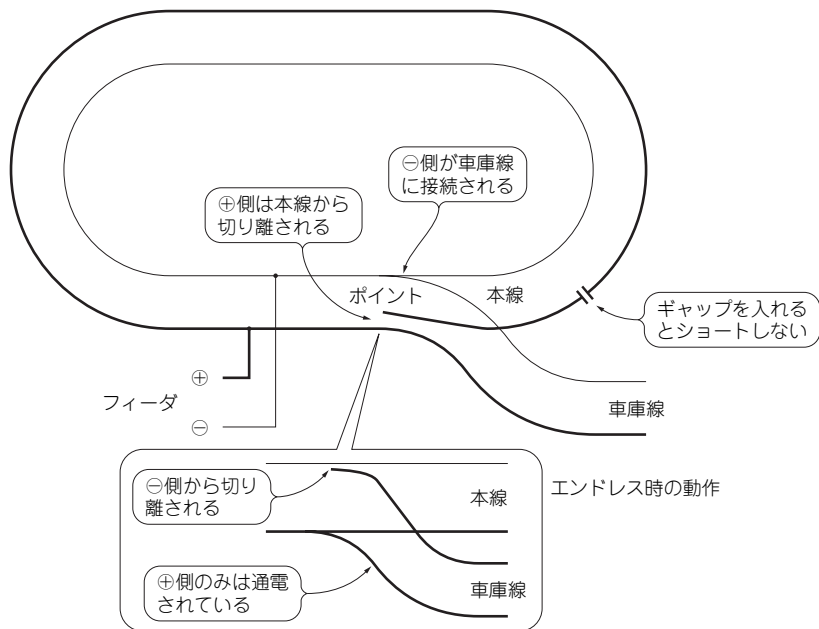 ⊖側が車庫線
に接続される
⊕側は本線から
切り離される
ポイント
本線
ギャップを入れる
とショートしない
⊕
フィーダ
⊖
車庫線
⊖側から切り
離される
本線
エンドレス時の動作
⊕側のみは通電
されている
車庫線